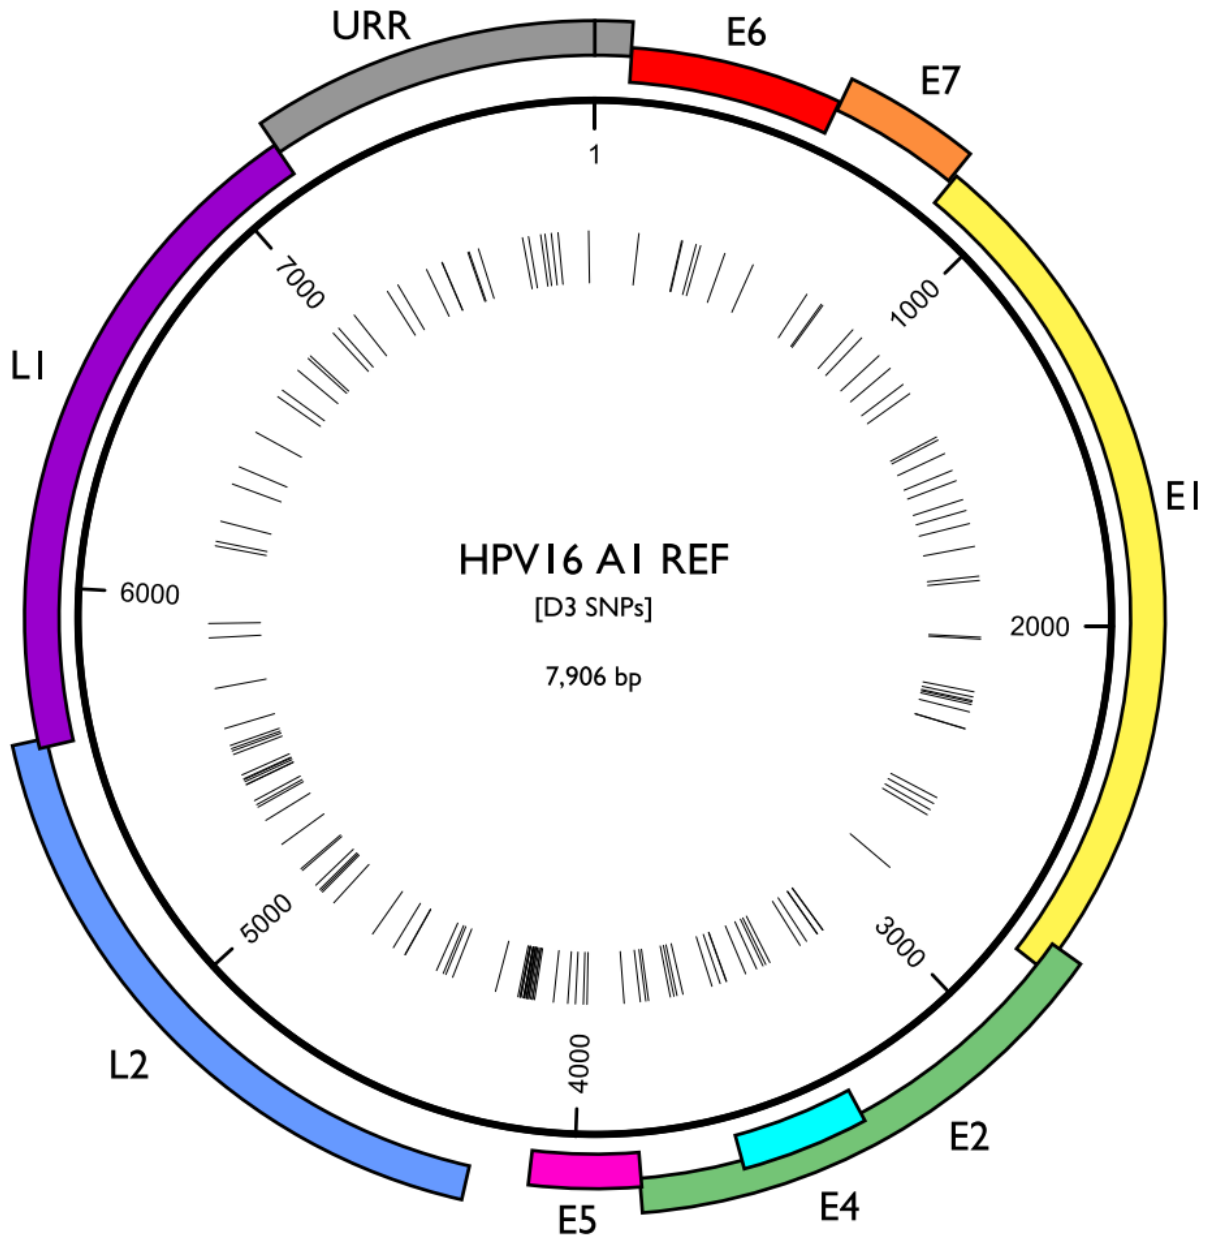 URR
E6
E7
1
7000
1000
L1
E1
HPV16 A1 REF
[D3 SNPs]
6000
2000
7,906 bp
5000
3000
4000
L2
E2
E4
E5